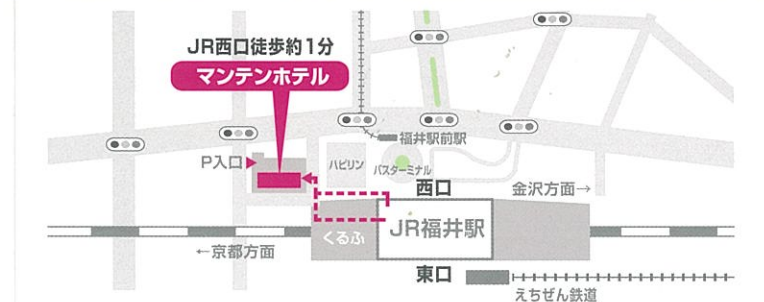 JR西口徒歩約1分
マンテンホテル
福井駅前駅
P入口
ハピリン
バスターミナル
西口
金沢方面→
くるふ
JR福井駅
←京都方面
東口
えちぜん鉄道